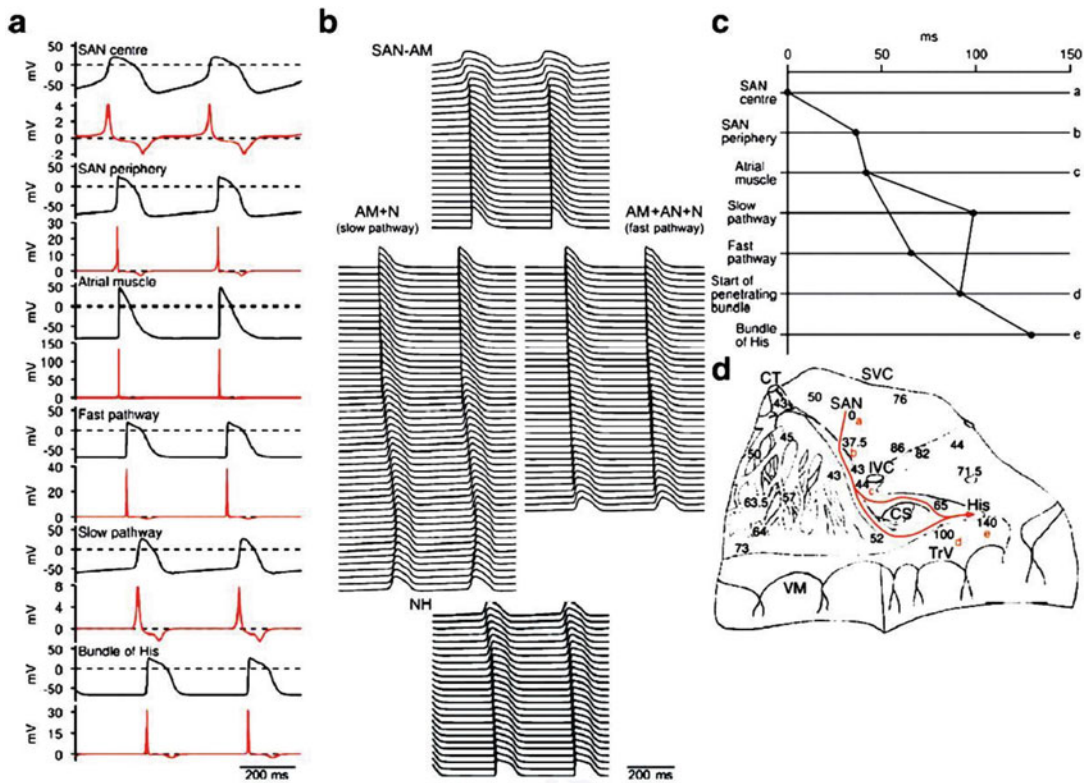 a
SAN centre
50
0
-50
mV
4
2
0
-2
mV
SAN periphery
50
0
-50
mV
30
20
10
0
mV
Atrial muscle
50
0
-50
mV
150
100
50
0
mV
Fast pathway
50
0
-50
mV
40
20
0
mV
Slow pathway
50
0
-50
mV
8
4
0
mV
Bundle of His
50
0
-50
mV
30
15
0
mV
200 ms
b
SAN-AM
AM+N
(slow pathway)
AM+AN+N
(fast pathway)
NH
200 ms
c
ms
0 50 100 150
SAN
centre
a
SAN
periphery
b
Atrial
muscle
c
Slow
pathway
Fast
pathway
Start of
penetrating
bundle
d
Bundle
of His
e
d
CT
SVC
43
50
76
SAN
0
a
45
37.5
b
86
82
44
50
43
43
IVC
44
c
71.5
63.5
57
CS
65
His
64
52
100
d
140
e
73
TrV
VM